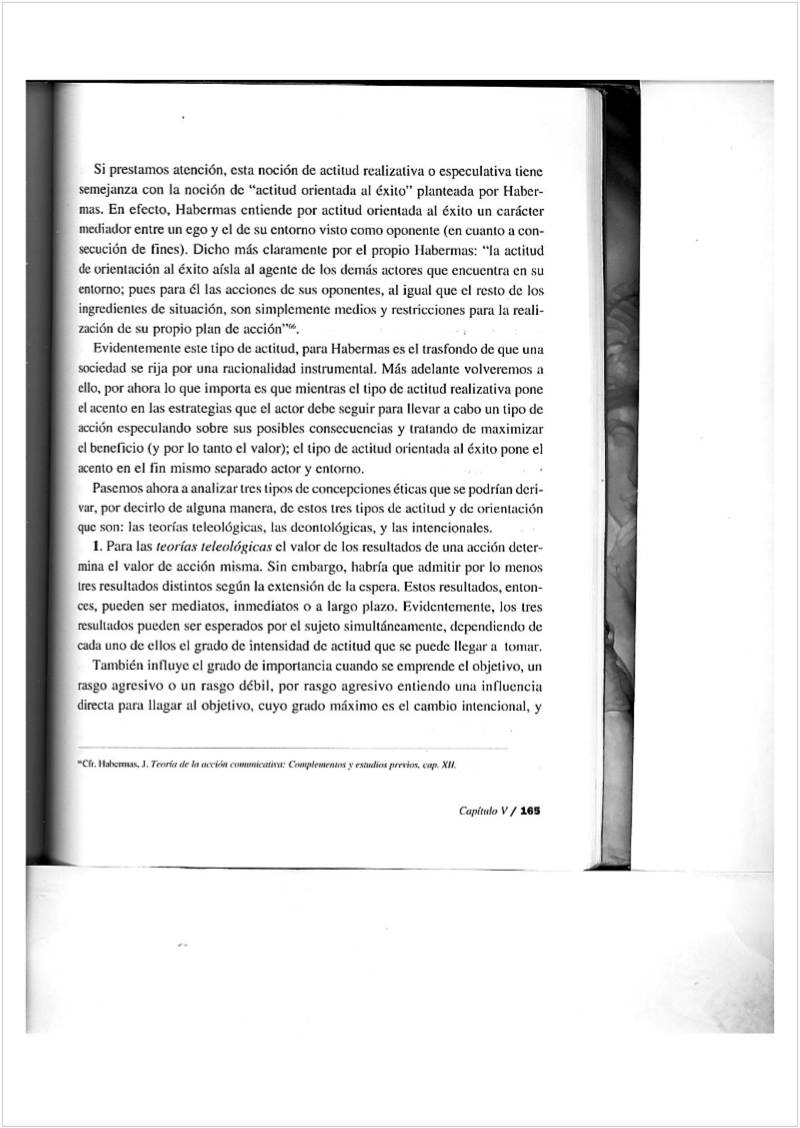 Si prestamos atención, esta noción de actitud realizativa o especulativa tiene
semejanza con la noción de “actitud orientada al éxito” planteada por Haber-
mas. En efecto, Habermas entiende por actitud orientada al éxito un carácter
mediador entre un ego y el de su entorno visto como oponente (en cuanto a con-
secución de fines). Dicho más claramente por el propio Habermas: “la actitud
de orientación al éxito aísla al agente de los demás actores que encuentra en su
entorno; pues para él las acciones de sus oponentes, al igual que el resto de los
ingredientes de situación, son simplemente medios y restricciones para la reali-
zación de su propio plan de acción”⁶⁶.
Evidentemente este tipo de actitud, para Habermas es el trasfondo de que una
sociedad se rija por una racionalidad instrumental. Más adelante volveremos a
ello, por ahora lo que importa es que mientras el tipo de actitud realizativa pone
el acento en las estrategias que el actor debe seguir para llevar a cabo un tipo de
acción especulando sobre sus posibles consecuencias y tratando de maximizar
el beneficio (y por lo tanto el valor); el tipo de actitud orientada al éxito pone el
acento en el fin mismo separado actor y entorno.
Pasemos ahora a analizar tres tipos de concepciones éticas que se podrían deri-
var, por decirlo de alguna manera, de estos tres tipos de actitud y de orientación
que son: las teorías teleológicas, las deontológicas, y las intencionales.
1. Para las teorías teleológicas el valor de los resultados de una acción deter-
mina el valor de acción misma. Sin embargo, habría que admitir por lo menos
tres resultados distintos según la extensión de la espera. Estos resultados, enton-
ces, pueden ser mediatos, inmediatos o a largo plazo. Evidentemente, los tres
resultados pueden ser esperados por el sujeto simultáneamente, dependiendo de
cada uno de ellos el grado de intensidad de actitud que se puede llegar a tomar.
También influye el grado de importancia cuando se emprende el objetivo, un
rasgo agresivo o un rasgo débil, por rasgo agresivo entiendo una influencia
directa para llagar al objetivo, cuyo grado máximo es el cambio intencional, y
⁶⁶Cfr. Habermas, J. Teoría de la acción comunicativa: Complementos y estudios previos, cap. XII.
Capítulo V / 165